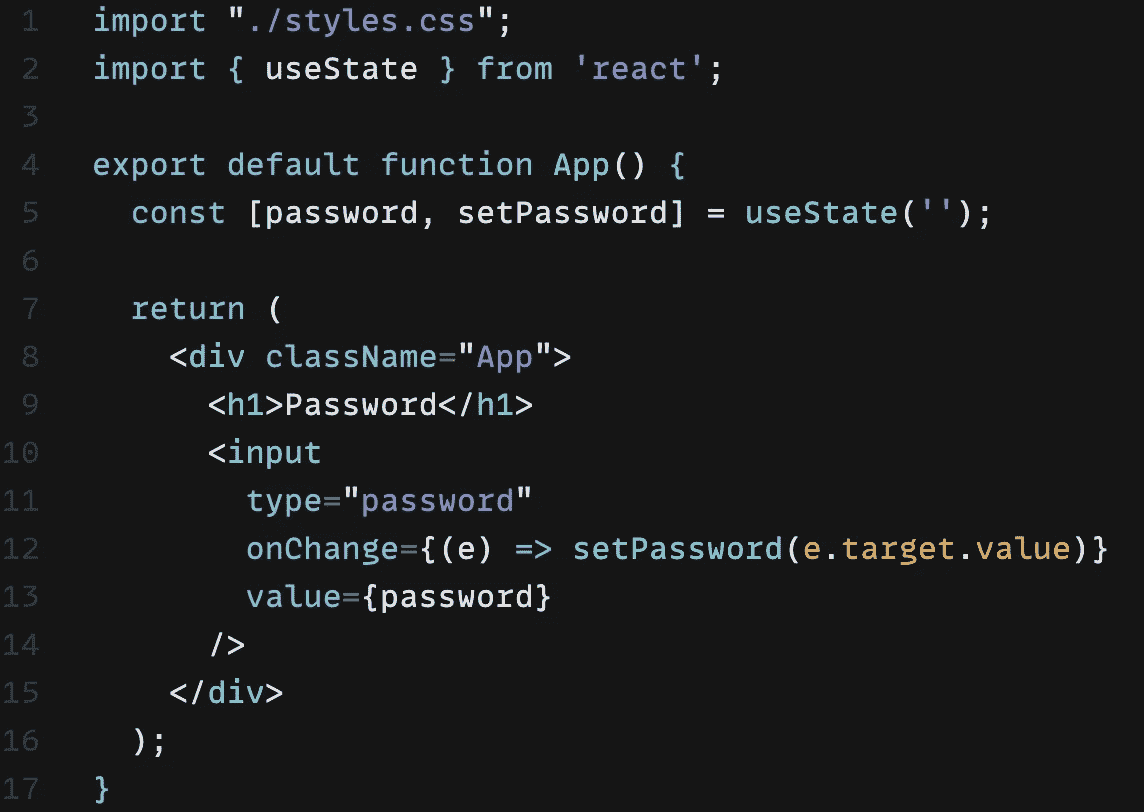 1 import "./styles.css";
2 import { useState } from 'react';
3
4 export default function App() {
5   const [password, setPassword] = useState('');
6
7   return (
8     <div className="App">
9       <h1>Password</h1>
10       <input
11         type="password"
12         onChange={(e) => setPassword(e.target.value)}
13         value={password}
14       />
15     </div>
16   );
17 }